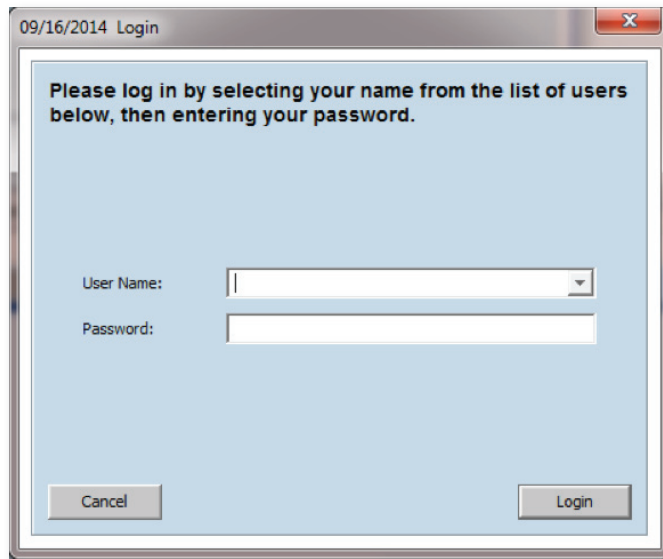 09/16/2014 Login
Please log in by selecting your name from the list of users
below, then entering your password.
User Name:
Password:
Cancel
Login